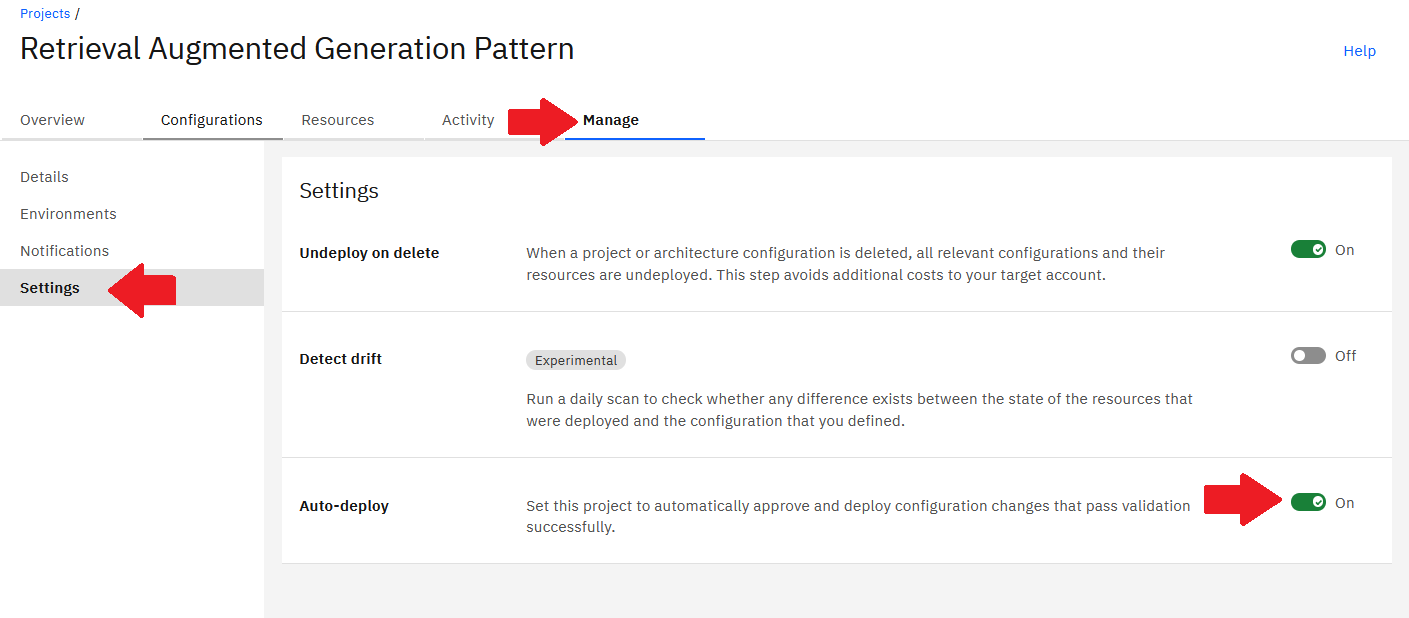 Projects /
Retrieval Augmented Generation Pattern
Help
Overview
Configurations
Resources
Activity
Manage
Details
Environments
Notifications
Settings
Settings
Undeploy on delete
When a project or architecture configuration is deleted, all relevant configurations and their
resources are undeployed. This step avoids additional costs to your target account.
On
Detect drift
Experimental
Off
Run a daily scan to check whether any difference exists between the state of the resources that
were deployed and the configuration that you defined.
Auto-deploy
Set this project to automatically approve and deploy configuration changes that pass validation
successfully.
On